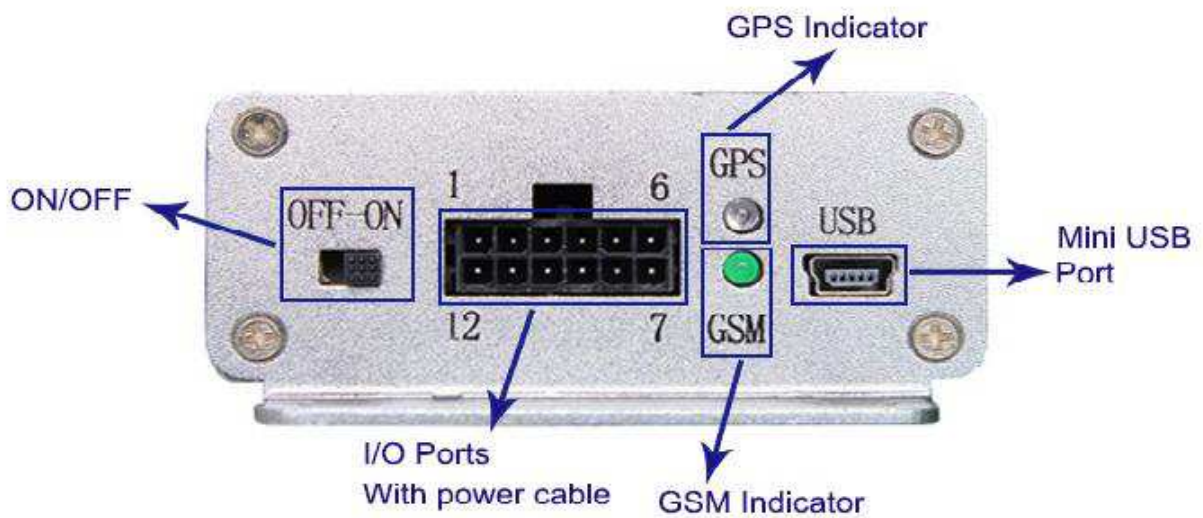 GPS Indicator
ON/OFF
OFF-ON
1
6
GPS
USB
Mini USB
Port
12
7
GSM
I/O Ports
With power cable
GSM Indicator